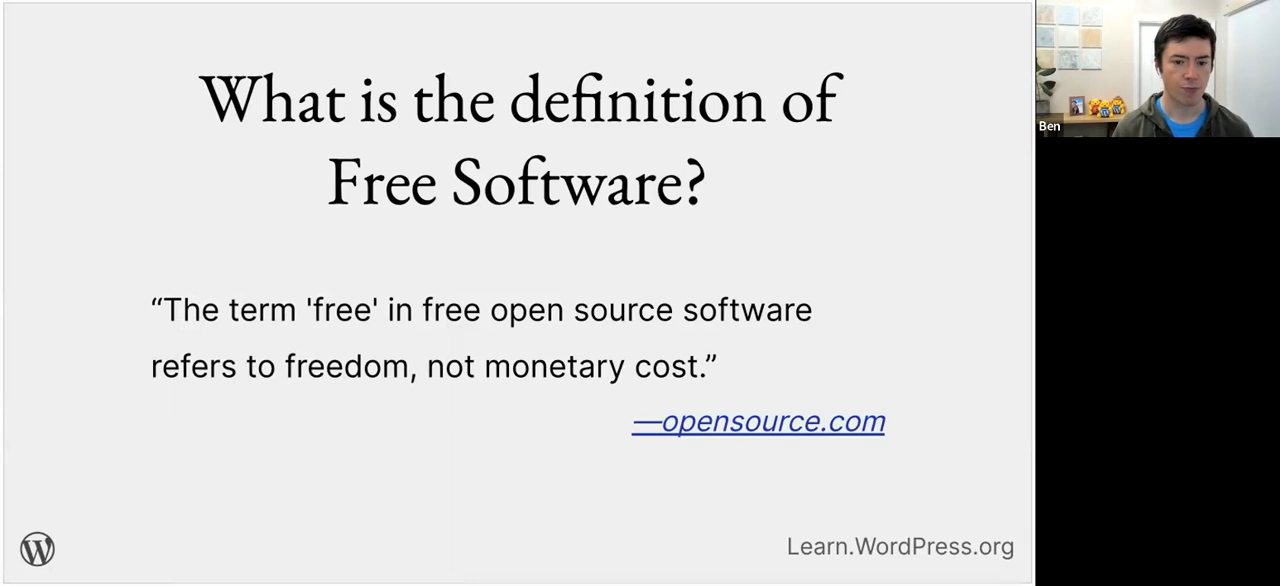 What is the definition of
Free Software?
“The term 'free' in free open source software
refers to freedom, not monetary cost.”
—opensource.com
Learn.WordPress.org
Ben